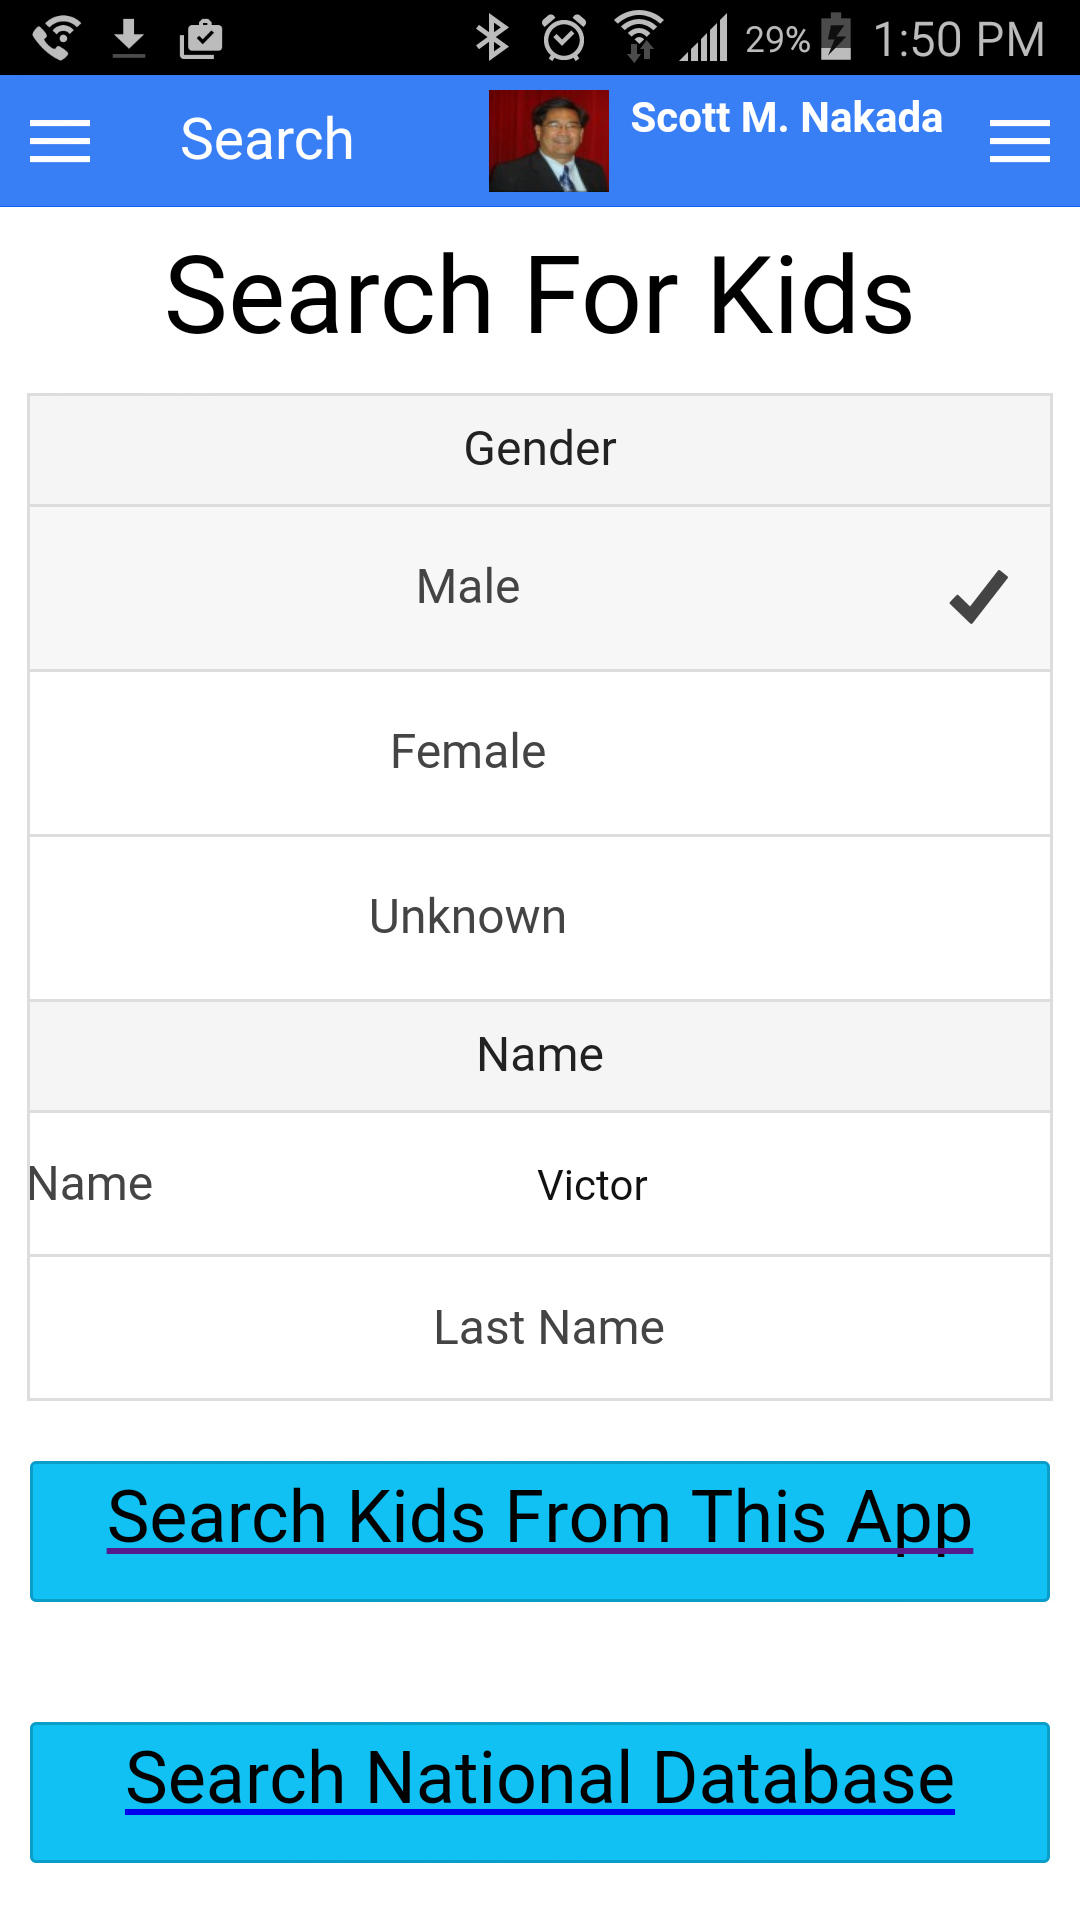 29% 1:50 PM
Search
Scott M. Nakada
Search For Kids
Gender
Male
Female
Unknown
Name
Name Victor
Last Name
Search Kids From This App
Search National Database